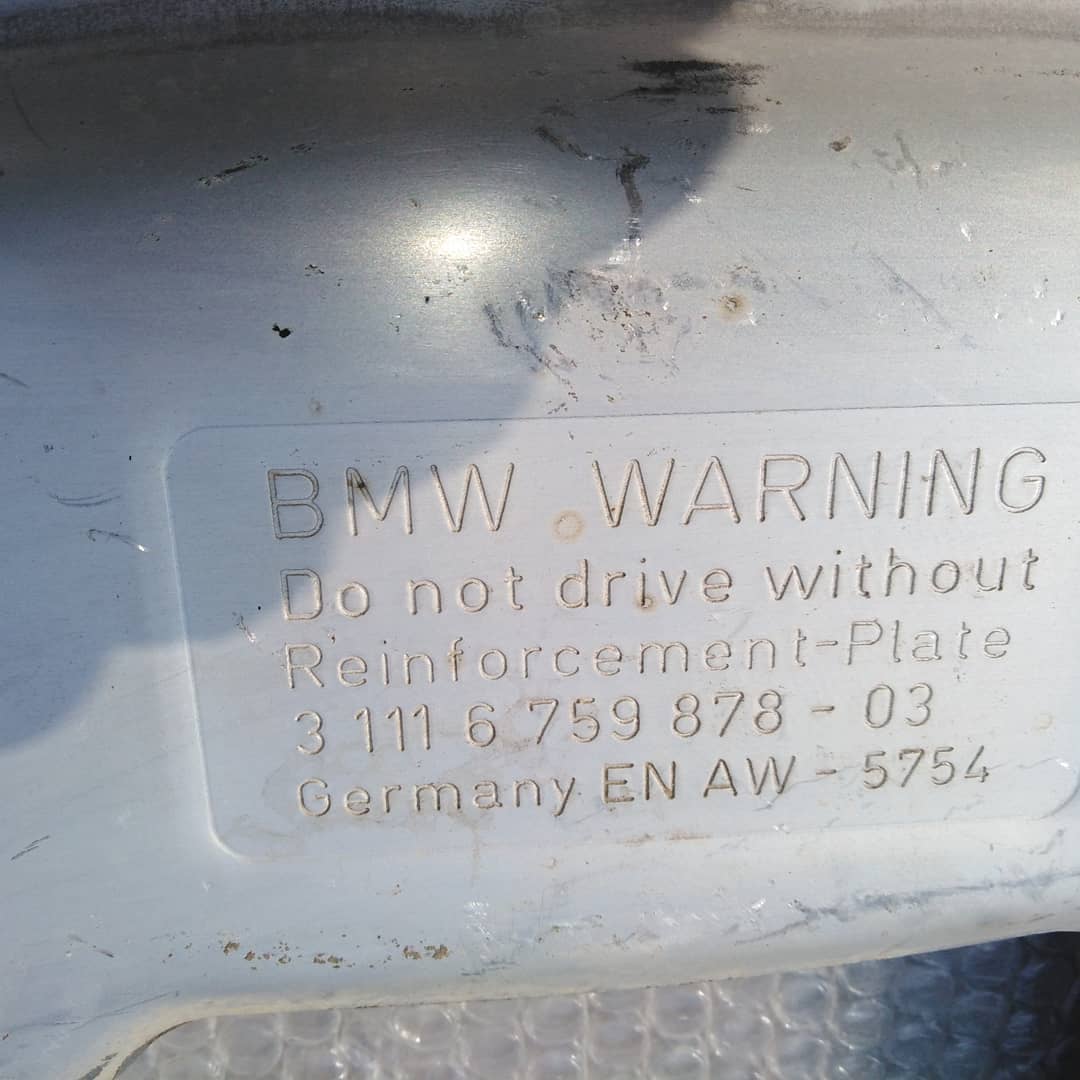 BMW WARNING
Do not drive without
Reinforcement-Plate
3 111 6 759 878 - 03
Germany EN AW - 5754